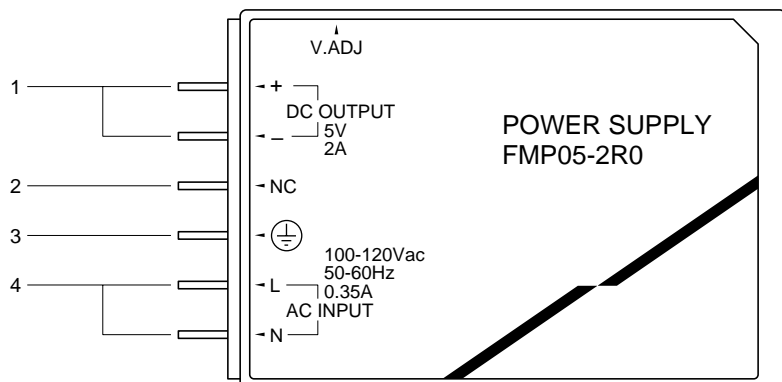 V.ADJ
1
+
DC OUTPUT
–
5V
2A
POWER SUPPLY
FMP05-2R0
2
NC
3
100-120Vac
50-60Hz
4
L
0.35A
AC INPUT
N